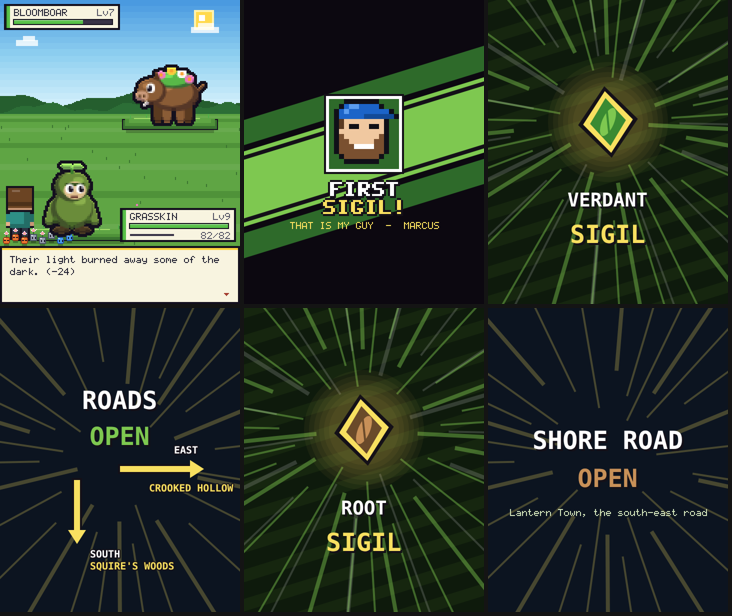 BLOOMBOAR Lv7
GRASSKIN Lv9
82/82
Their light burned away some of the
dark. (-24)
FIRST
SIGIL!
THAT IS MY GUY - MARCUS
VERDANT
SIGIL
ROADS
OPEN
EAST
CROOKED HOLLOW
SOUTH
SQUIRE'S WOODS
ROOT
SIGIL
SHORE ROAD
OPEN
Lantern Town, the south-east road